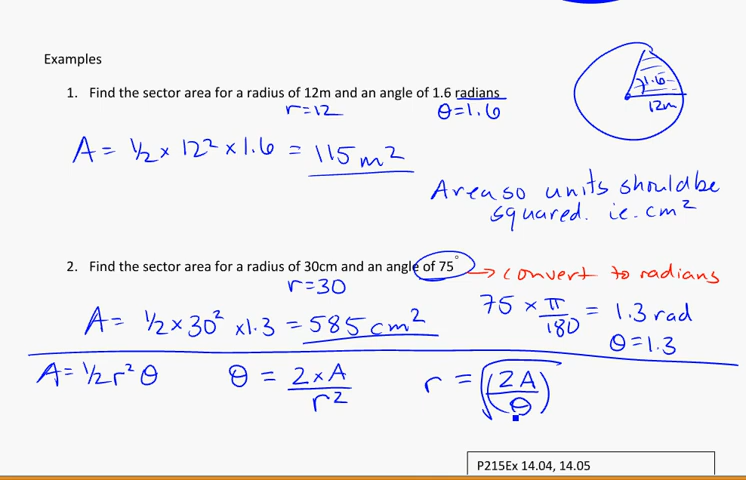 Examples
1. Find the sector area for a radius of 12m and an angle of 1.6 radians
r=12 θ=1.6
1.6
12m
A = ½ × 12² × 1.6 = 115 m²
Area so units should be
squared. ie. cm²
2. Find the sector area for a radius of 30cm and an angle of 75°
→ convert to radians
r=30
75 × π/180 = 1.3 rad
θ = 1.3
A = ½ × 30² × 1.3 = 585 cm²
A = ½ r² θ θ = 2×A/r² r = √(2A/θ)
P215Ex 14.04, 14.05